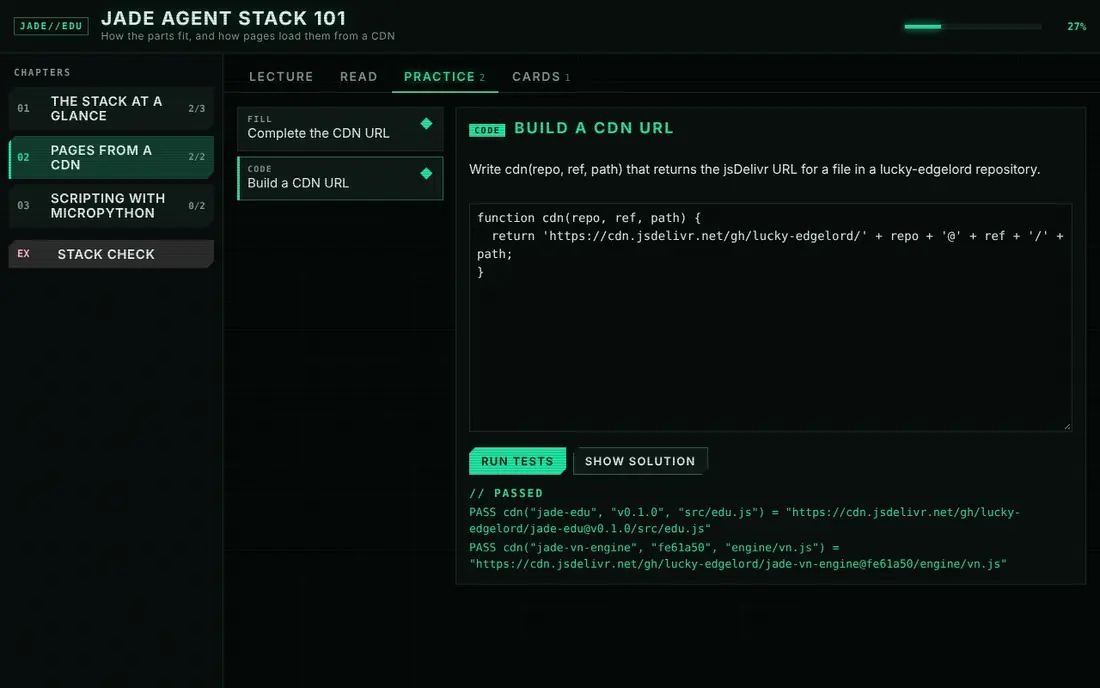 JADE//EDU
JADE AGENT STACK 101
How the parts fit, and how pages load them from a CDN
27%
CHAPTERS
01 THE STACK AT A GLANCE 2/3
02 PAGES FROM A CDN 2/2
03 SCRIPTING WITH MICROPYTHON 0/2
EX STACK CHECK
LECTURE READ PRACTICE 2 CARDS 1
FILL
Complete the CDN URL
CODE
Build a CDN URL
CODE BUILD A CDN URL
Write cdn(repo, ref, path) that returns the jsDelivr URL for a file in a lucky-edgelord repository.
function cdn(repo, ref, path) {
return 'https://cdn.jsdelivr.net/gh/lucky-edgelord/' + repo + '@' + ref + '/' +
path;
}
RUN TESTS SHOW SOLUTION
// PASSED
PASS cdn("jade-edu", "v0.1.0", "src/edu.js") = "https://cdn.jsdelivr.net/gh/lucky-
edgelord/jade-edu@v0.1.0/src/edu.js"
PASS cdn("jade-vn-engine", "fe61a50", "engine/vn.js") =
"https://cdn.jsdelivr.net/gh/lucky-edgelord/jade-vn-engine@fe61a50/engine/vn.js"